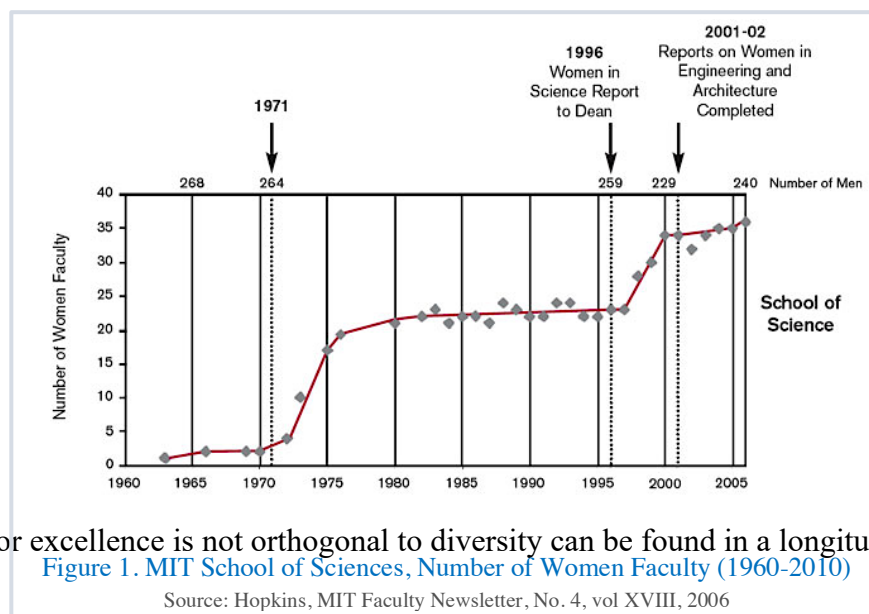 2001-02
Reports on Women in
Engineering and
Architecture
Completed
1996
Women in
Science Report
to Dean
1971
268 264 259 229 240 Number of Men
40
35
30
25
20
15
10
5
0
Number of Women Faculty
School of
Science
1960 1965 1970 1975 1980 1985 1990 1995 2000 2005
or excellence is not orthogonal to diversity can be found in a longitu
Figure 1. MIT School of Sciences, Number of Women Faculty (1960-2010)
Source: Hopkins, MIT Faculty Newsletter, No. 4, vol XVIII, 2006